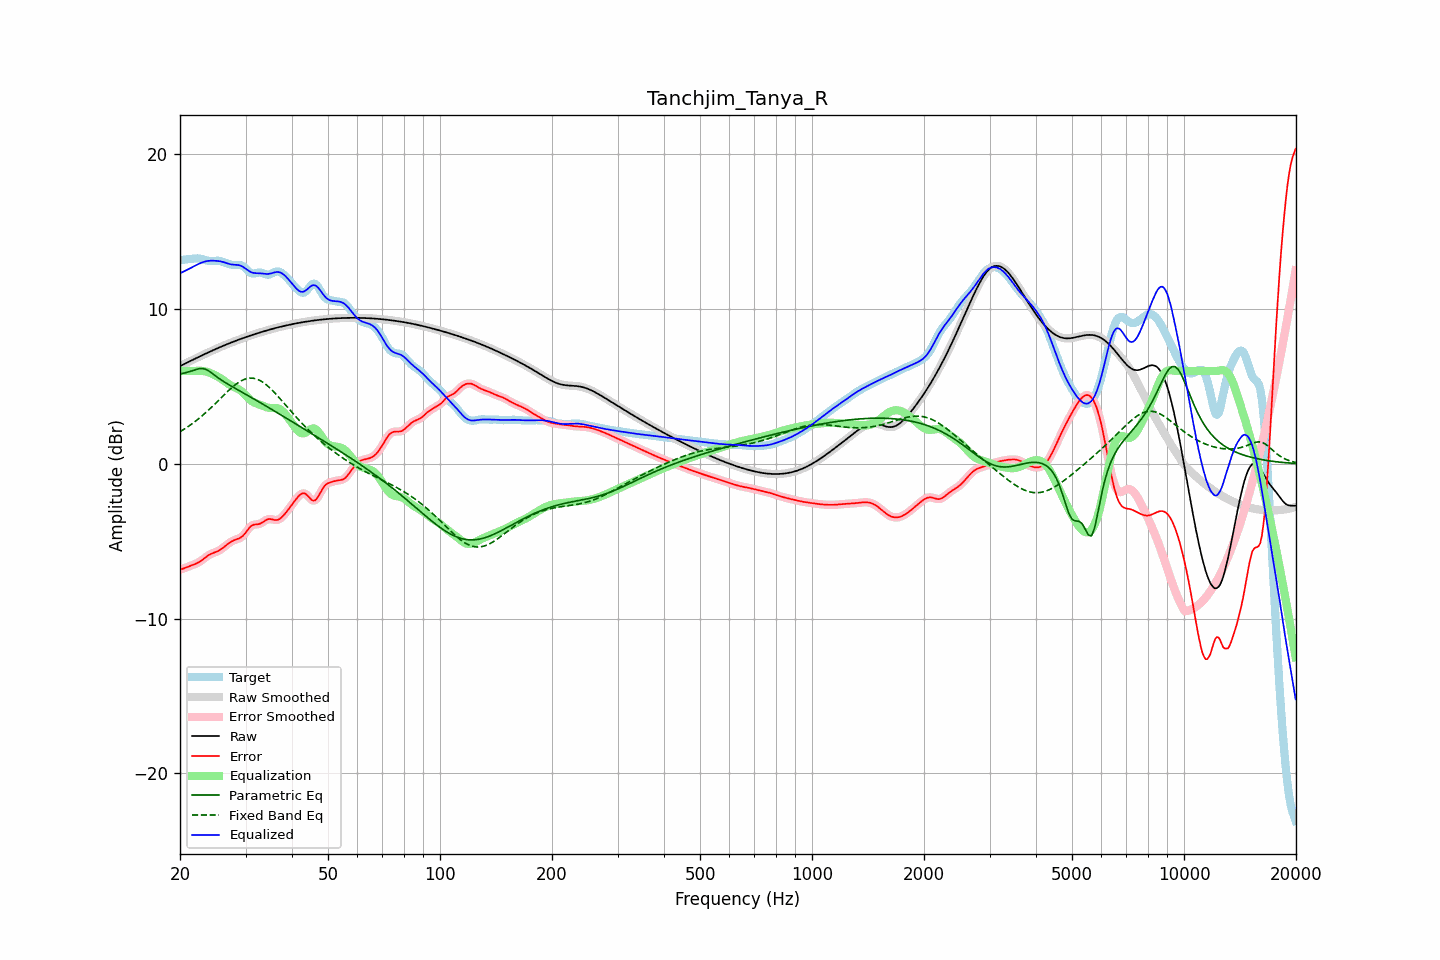 Tanchjim_Tanya_R
Amplitude (dBr)
20
10
0
−10
−20
Target
Raw Smoothed
Error Smoothed
Raw
Error
Equalization
Parametric Eq
Fixed Band Eq
Equalized
20 50 100 200 500 1000 2000 5000 10000 20000
Frequency (Hz)